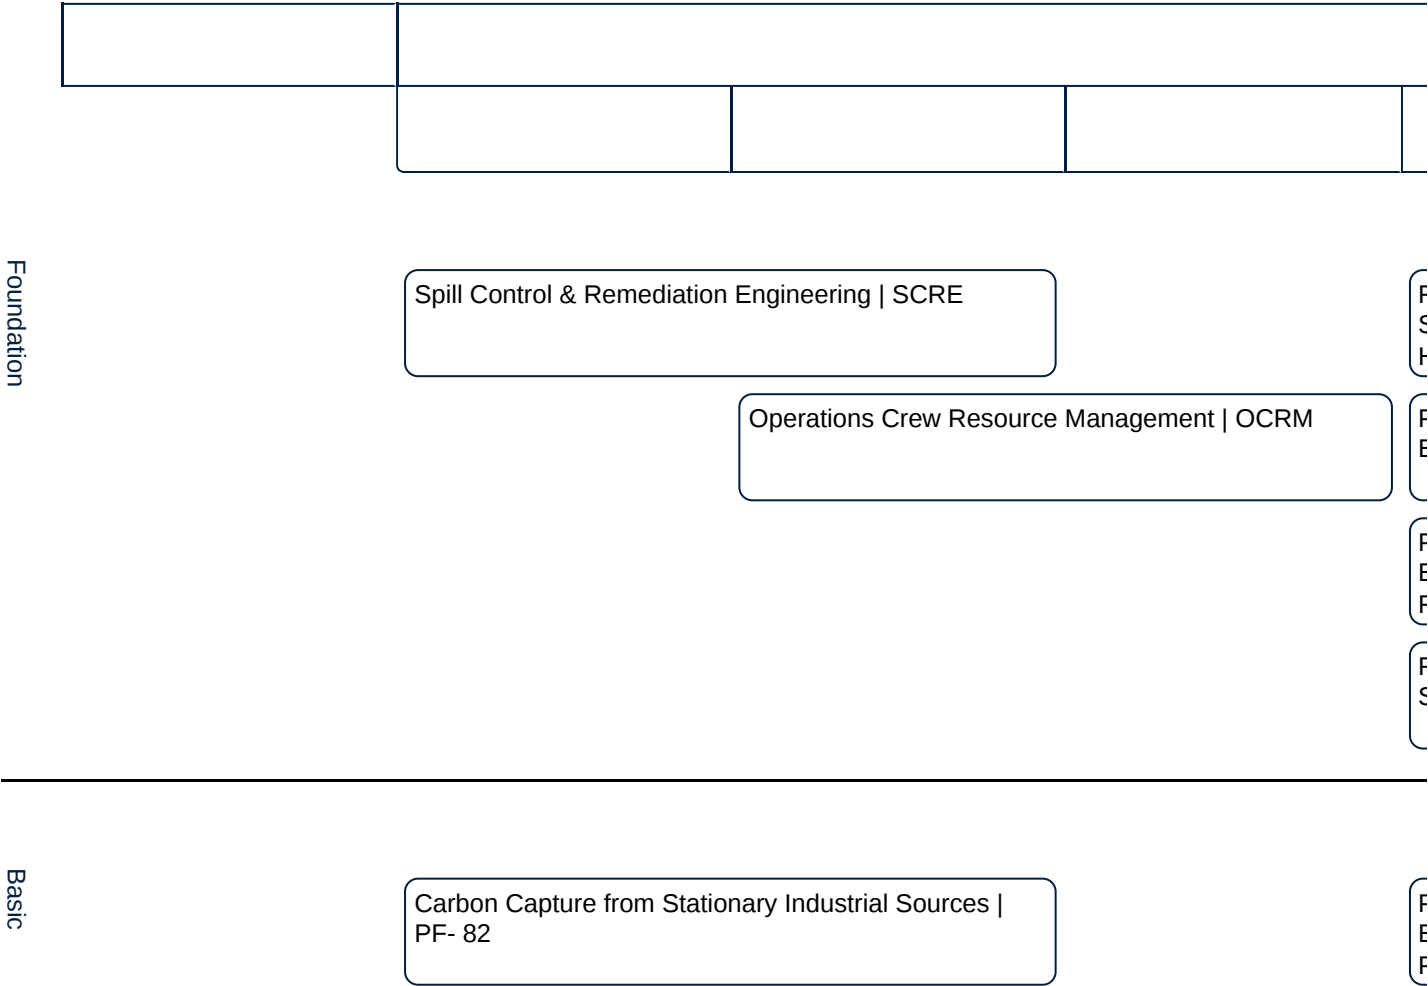 Foundation
Spill Control & Remediation Engineering | SCRE
Operations Crew Resource Management | OCRM
Basic
Carbon Capture from Stationary Industrial Sources |
PF- 82